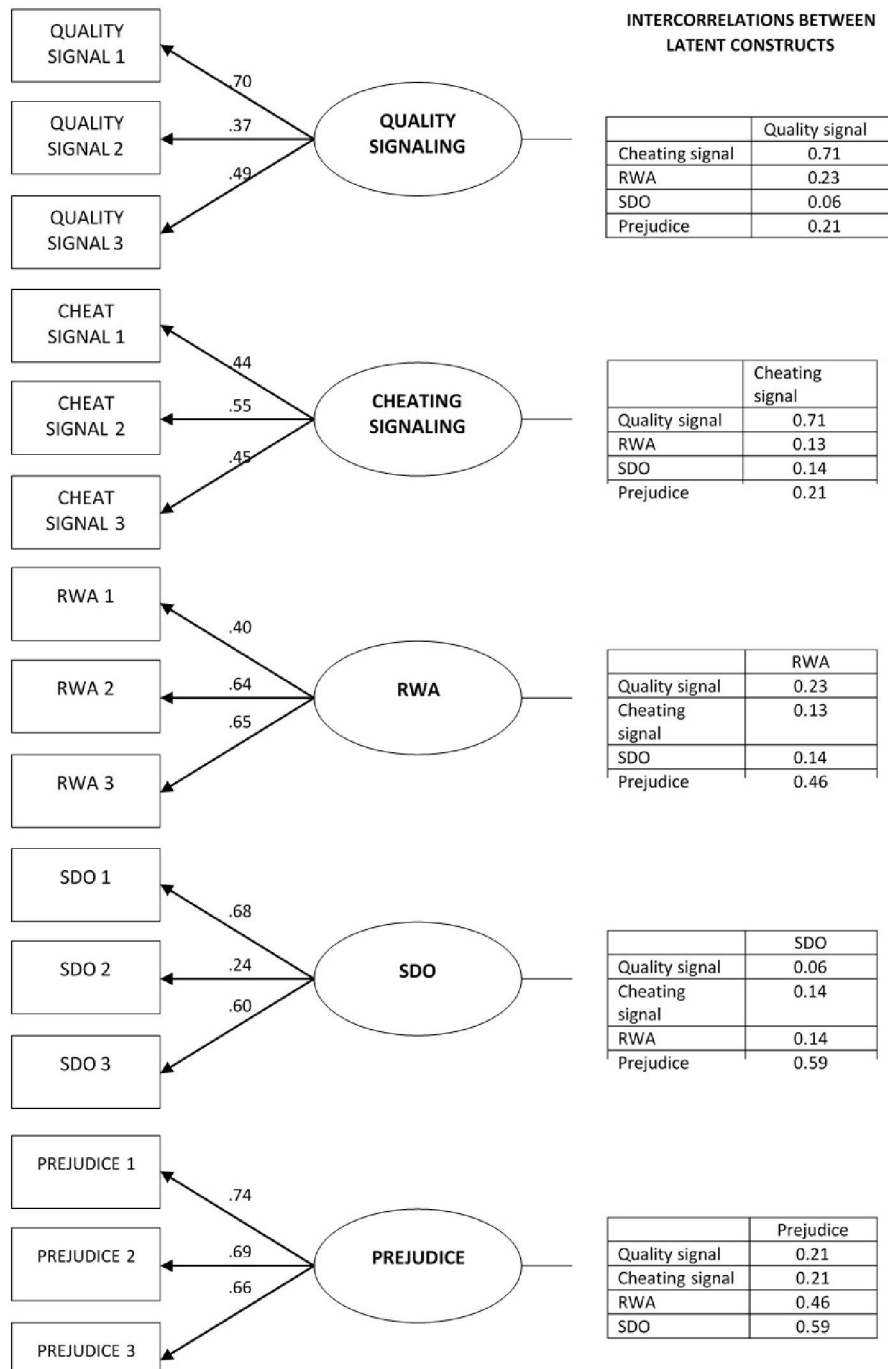 INTERCORRELATIONS BETWEEN
LATENT CONSTRUCTS
QUALITY
SIGNAL 1
.70
QUALITY
SIGNAL 2
.37
QUALITY
SIGNAL 3
.49
QUALITY
SIGNALING
Quality signal
Cheating signal 0.71
RWA 0.23
SDO 0.06
Prejudice 0.21
CHEAT
SIGNAL 1
.44
CHEAT
SIGNAL 2
.55
CHEAT
SIGNAL 3
.45
CHEATING
SIGNALING
Cheating
signal
Quality signal 0.71
RWA 0.13
SDO 0.14
Prejudice 0.21
RWA 1
.40
RWA 2
.64
RWA 3
.65
RWA
RWA
Quality signal 0.23
Cheating 0.13
signal
SDO 0.14
Prejudice 0.46
SDO 1
.68
SDO 2
.24
SDO 3
.60
SDO
SDO
Quality signal 0.06
Cheating 0.14
signal
RWA 0.14
Prejudice 0.59
PREJUDICE 1
.74
PREJUDICE 2
.69
PREJUDICE 3
.66
PREJUDICE
Prejudice
Quality signal 0.21
Cheating signal 0.21
RWA 0.46
SDO 0.59